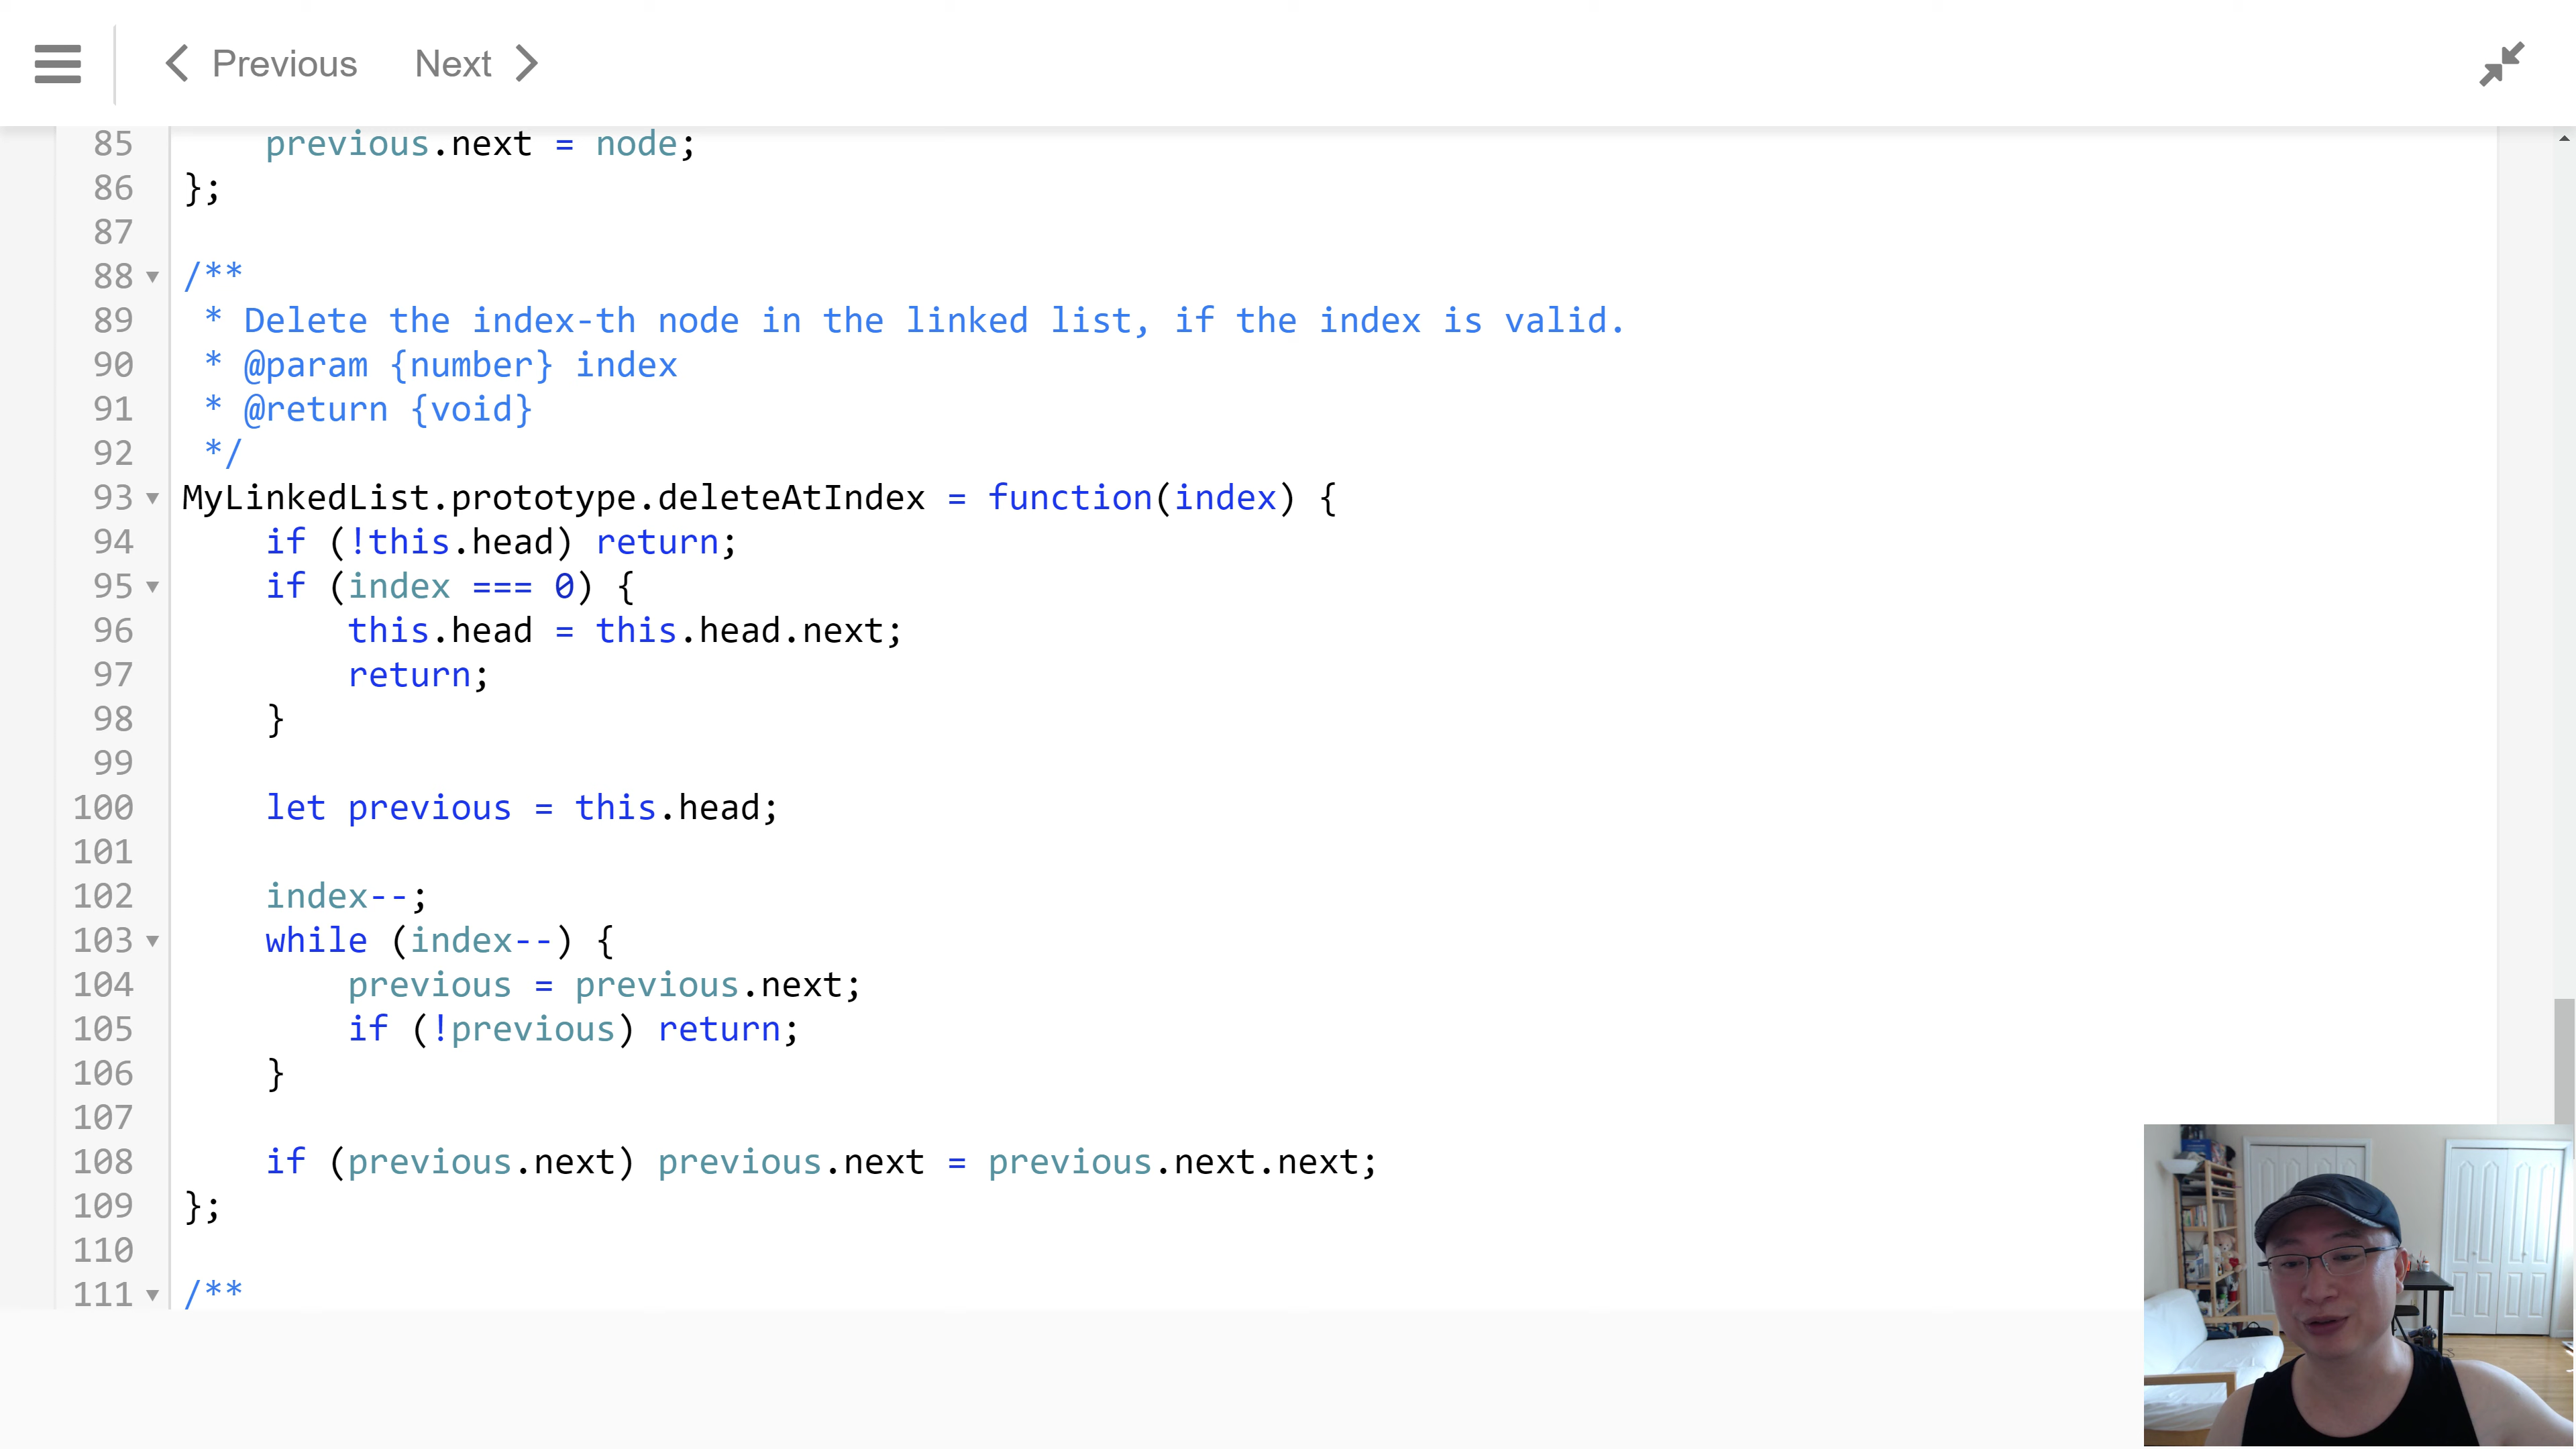 Previous Next
85 previous.next = node;
86 };
87
88 /**
89 * Delete the index-th node in the linked list, if the index is valid.
90 * @param {number} index
91 * @return {void}
92 */
93 MyLinkedList.prototype.deleteAtIndex = function(index) {
94 if (!this.head) return;
95 if (index === 0) {
96 this.head = this.head.next;
97 return;
98 }
99
100 let previous = this.head;
101
102 index--;
103 while (index--) {
104 previous = previous.next;
105 if (!previous) return;
106 }
107
108 if (previous.next) previous.next = previous.next.next;
109 };
110
111 /**